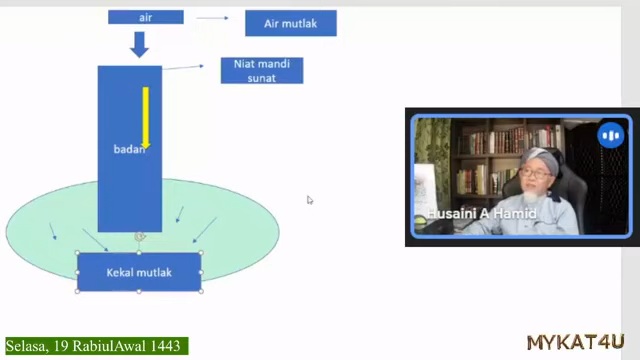 air
Air mutlak
Niat mandi
sunat
badan
Kekal mutlak
Husaini A Hamid
Selasa, 19 RabiulAwal 1443
MYKAT4U